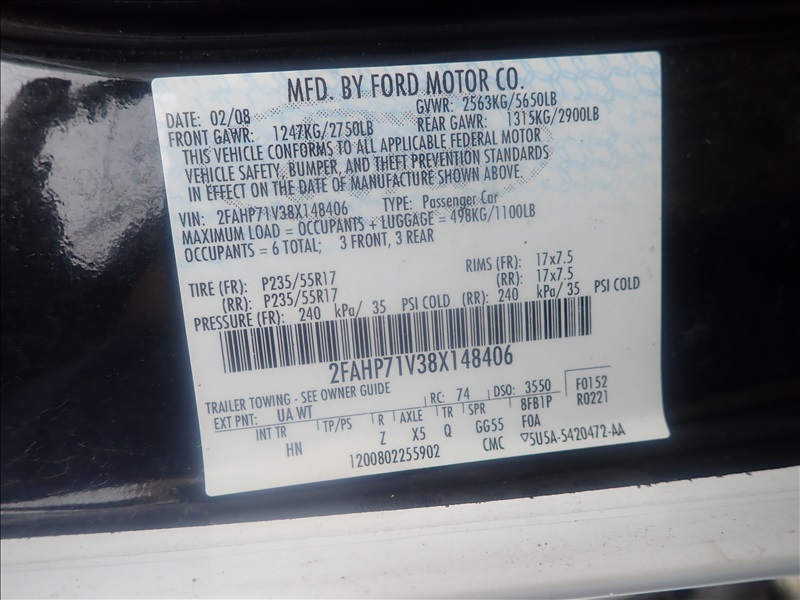 MFD. BY FORD MOTOR CO.
DATE: 02/08 GVWR: 2563KG/5650LB
FRONT GAWR: 1247KG/2750LB REAR GAWR: 1315KG/2900LB
THIS VEHICLE CONFORMS TO ALL APPLICABLE FEDERAL MOTOR
VEHICLE SAFETY, BUMPER, AND THEFT PREVENTION STANDARDS
IN EFFECT ON THE DATE OF MANUFACTURE SHOWN ABOVE.
VIN: 2FAHP71V38X148406 TYPE: Passenger Car
MAXIMUM LOAD = OCCUPANTS + LUGGAGE = 498KG/1100LB
OCCUPANTS = 6 TOTAL; 3 FRONT, 3 REAR
TIRE (FR): P235/55R17 RIMS (FR): 17x7.5
(RR): P235/55R17 (RR): 17x7.5
PRESSURE (FR): 240 kPa/ 35 PSI COLD (RR): 240 kPa/ 35 PSI COLD
2FAHP71V38X148406
TRAILER TOWING - SEE OWNER GUIDE RC: 74 DSO: 3550 F0152
EXT PNT: UA WT 8FB1P R0221
INT TR TP/PS R AXLE TR SPR F0A
HN Z X5 Q GG55 ▽5U5A-5420472-AA
1200802255902 CMC